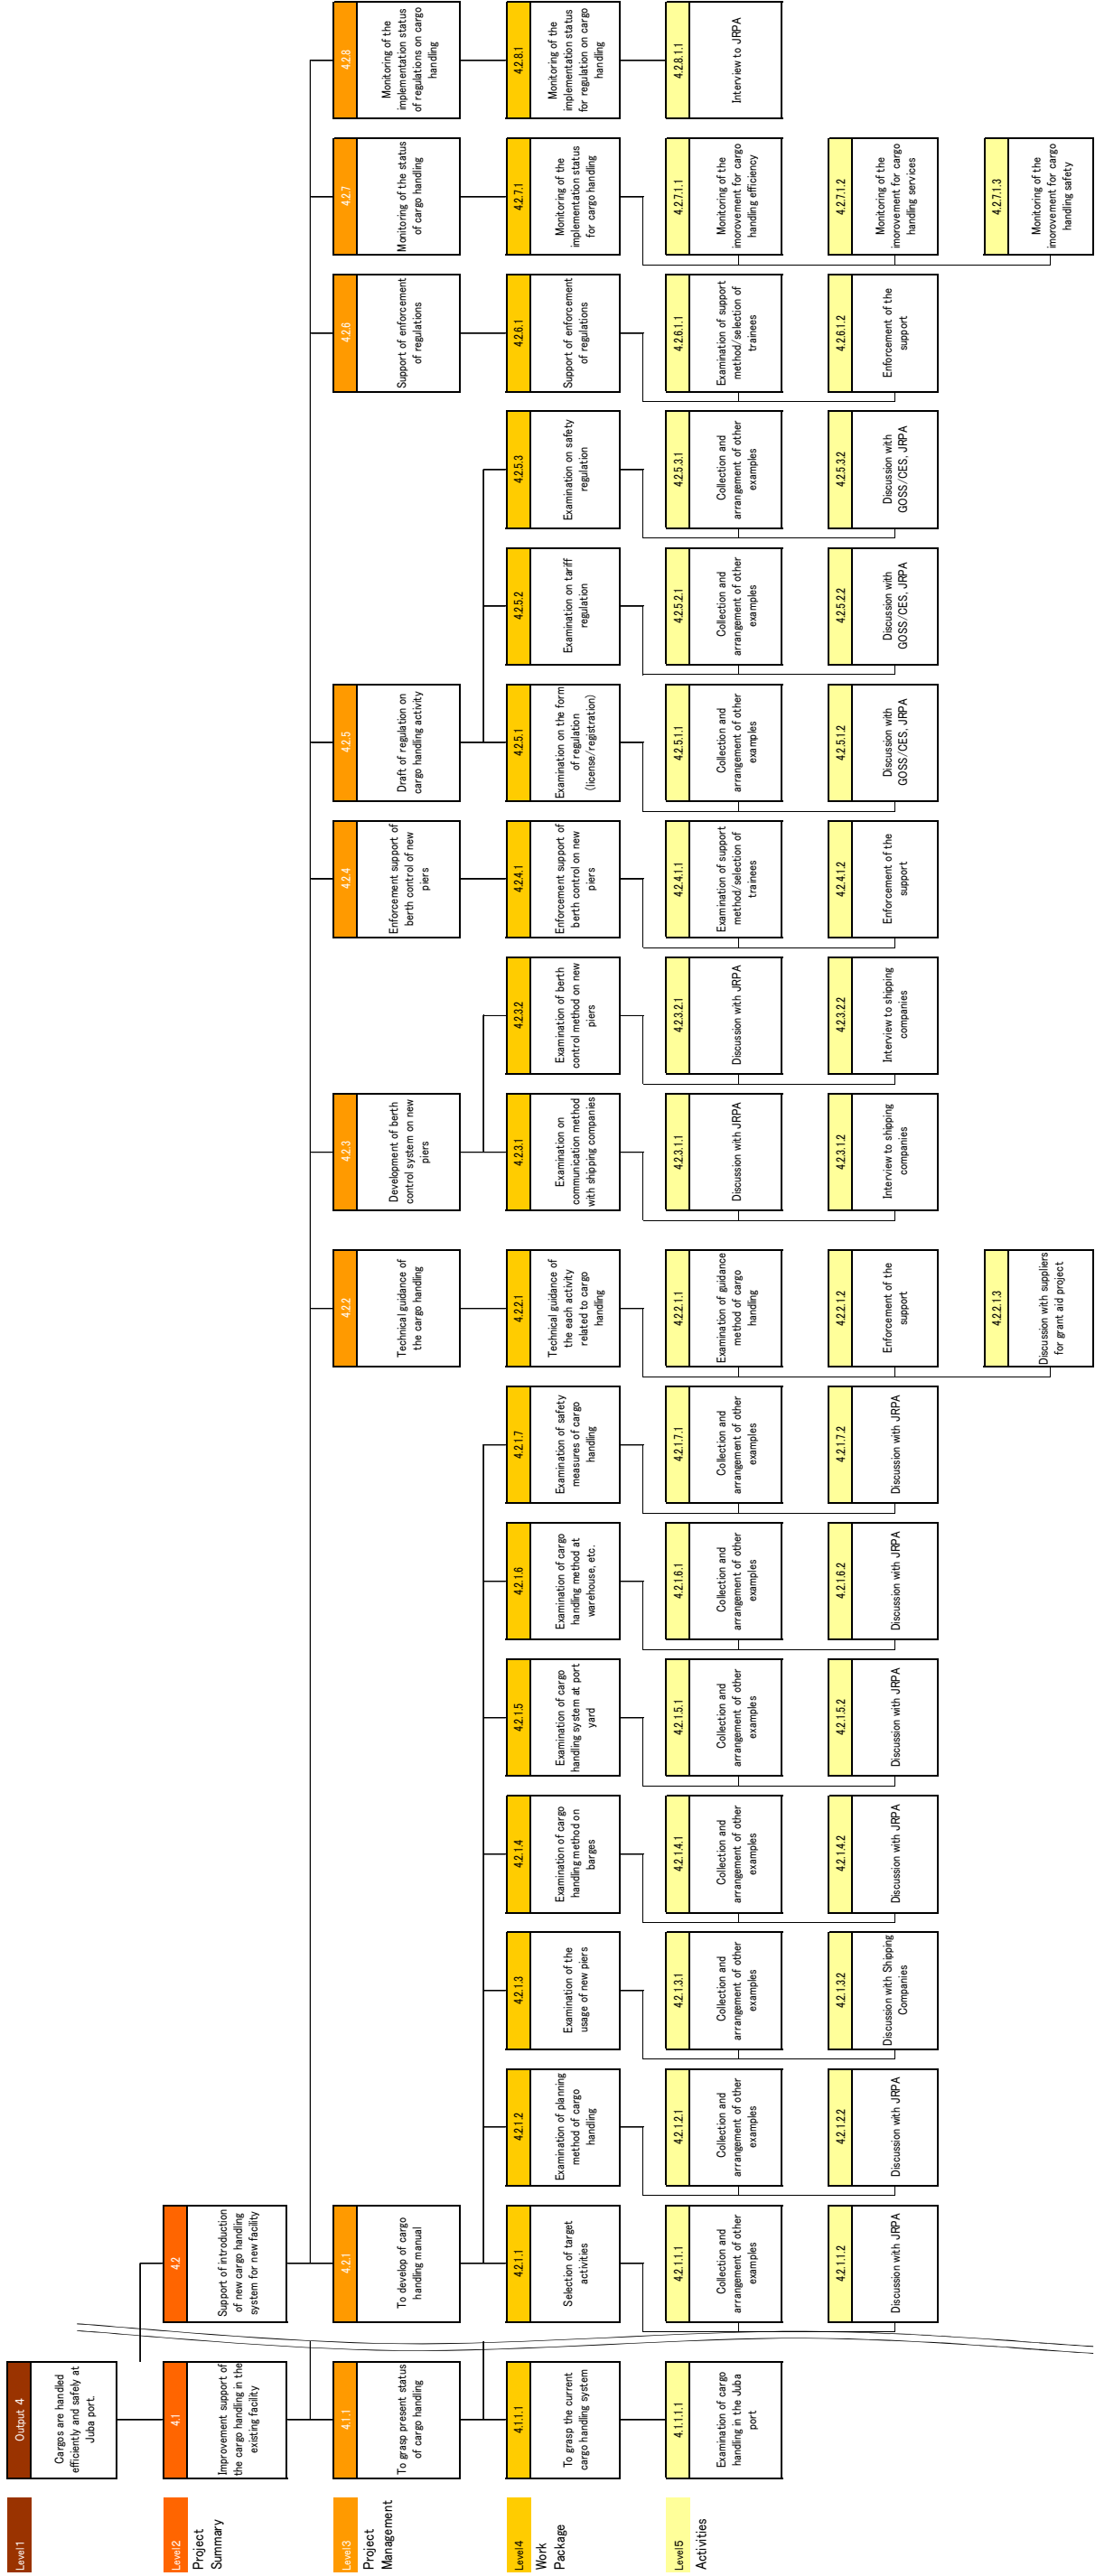 Level1
Output 4
Cargos are handled
efficiently and safely at
Juba port.
Level2
Project
Summary
4.1
Improvement support of
the cargo handling in the
existing facility
4.2
Support of introduction
of new cargo handling
system for new facility
Level3
Project
Management
4.1.1
To grasp present status
of cargo handling
4.2.1
To develop of cargo
handling manual
4.2.2
Technical guidance of
the cargo handling
4.2.3
Development of berth
control system on new
piers
4.2.4
Enforcement support of
berth control of new
piers
4.2.5
Draft of regulation on
cargo handling activity
4.2.6
Support of enforcement
of regulations
4.2.7
Monitoring of the status
of cargo handling
4.2.8
Monitoring of the
implementation status
of regulations on cargo
handling
Level4
Work
Package
4.1.1.1
To grasp the current
cargo handling system
4.2.1.1
Selection of target
activities
4.2.1.2
Examination of planning
method of cargo
handling
4.2.1.3
Examination of the
usage of new piers
4.2.1.4
Examination of cargo
handling method on
barges
4.2.1.5
Examination of cargo
handling system at port
yard
4.2.1.6
Examination of cargo
handling method at
warehouse, etc.
4.2.1.7
Examination of safety
measures of cargo
handling
4.2.2.1
Technical guidance of
the each activity
related to cargo
handling
4.2.3.1
Examination on
communication method
with shipping companies
4.2.3.2
Examination of berth
control method on new
piers
4.2.4.1
Enforcement support of
berth control on new
piers
4.2.5.1
Examination on the form
of regulation
(license/registration)
4.2.5.2
Examination on tariff
regulation
4.2.5.3
Examination on safety
regulation
4.2.6.1
Support of enforcement
of regulations
4.2.7.1
Monitoring of the
implementation status
for cargo handling
4.2.8.1
Monitoring of the
implementation status
for regulation on cargo
handling
Level5
Activities
4.1.1.1.1
Examination of cargo
handling in the Juba
port
4.2.1.1.1
Collection and
arrangement of other
examples
4.2.1.2.1
Collection and
arrangement of other
examples
4.2.1.3.1
Collection and
arrangement of other
examples
4.2.1.4.1
Collection and
arrangement of other
examples
4.2.1.5.1
Collection and
arrangement of other
examples
4.2.1.6.1
Collection and
arrangement of other
examples
4.2.1.7.1
Collection and
arrangement of other
examples
4.2.2.1.1
Examination of guidance
method of cargo
handling
4.2.3.1.1
Discussion with JRPA
4.2.3.2.1
Discussion with JRPA
4.2.4.1.1
Examination of support
method/selection of
trainees
4.2.5.1.1
Collection and
arrangement of other
examples
4.2.5.2.1
Collection and
arrangement of other
examples
4.2.5.3.1
Collection and
arrangement of other
examples
4.2.6.1.1
Examination of support
method/selection of
trainees
4.2.7.1.1
Monitoring of the
imorovement for cargo
handling efficiency
4.2.8.1.1
Interview to JRPA
4.2.1.1.2
Discussion with JRPA
4.2.1.2.2
Discussion with JRPA
4.2.1.3.2
Discussion with Shipping
Companies
4.2.1.4.2
Discussion with JRPA
4.2.1.5.2
Discussion with JRPA
4.2.1.6.2
Discussion with JRPA
4.2.1.7.2
Discussion with JRPA
4.2.2.1.2
Enforcement of the
support
4.2.3.1.2
Interview to shipping
companies
4.2.3.2.2
Interview to shipping
companies
4.2.4.1.2
Enforcement of the
support
4.2.5.1.2
Discussion with
GOSS/CES, JRPA
4.2.5.2.2
Discussion with
GOSS/CES, JRPA
4.2.5.3.2
Discussion with
GOSS/CES, JRPA
4.2.6.1.2
Enforcement of the
support
4.2.7.1.2
Monitoring of the
imorovement for cargo
handling services
4.2.2.1.3
Discussion with suppliers
for grant aid project
4.2.7.1.3
Monitoring of the
imorovement for cargo
handling safety